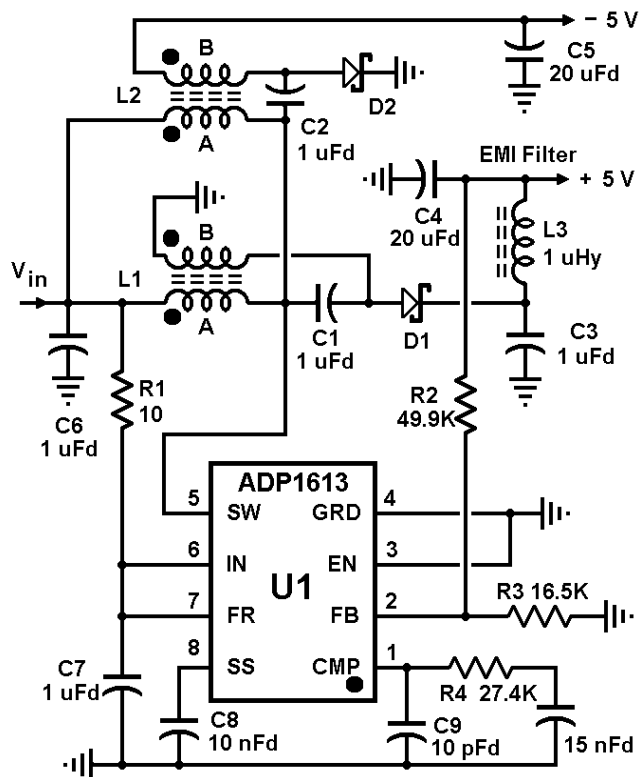 − 5 V
B
C5
20 uFd
L2
D2
A
C2
1 uFd
EMI Filter
+ 5 V
C4
20 uFd
L3
1 uHy
B
Vin
L1
A
C1
1 uFd
D1
C3
1 uFd
C6
1 uFd
R1
10
R2
49.9K
ADP1613
5
SW
GRD
4
6
IN
EN
3
U1
7
FR
FB
2
R3 16.5K
8
SS
CMP
1
C7
1 uFd
R4 27.4K
C8
10 nFd
C9
10 pFd
15 nFd